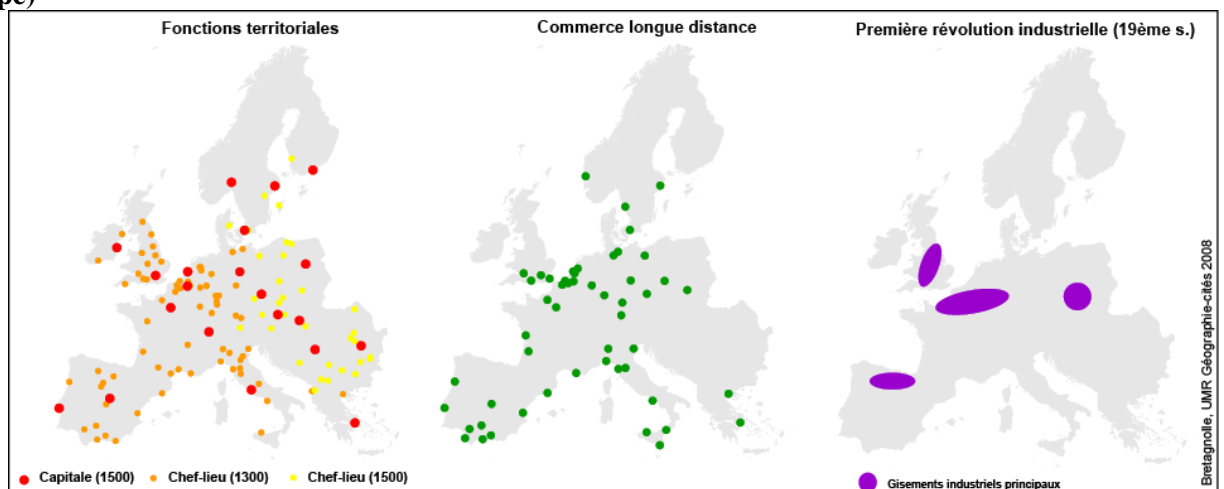 pe)
Fonctions territoriales
Commerce longue distance
Première révolution industrielle (19ème s.)
Capitale (1500)
Chef-lieu (1300)
Chef-lieu (1500)
Gisements industriels principaux
Bretagnolle, UMR Géographie-cités 2008